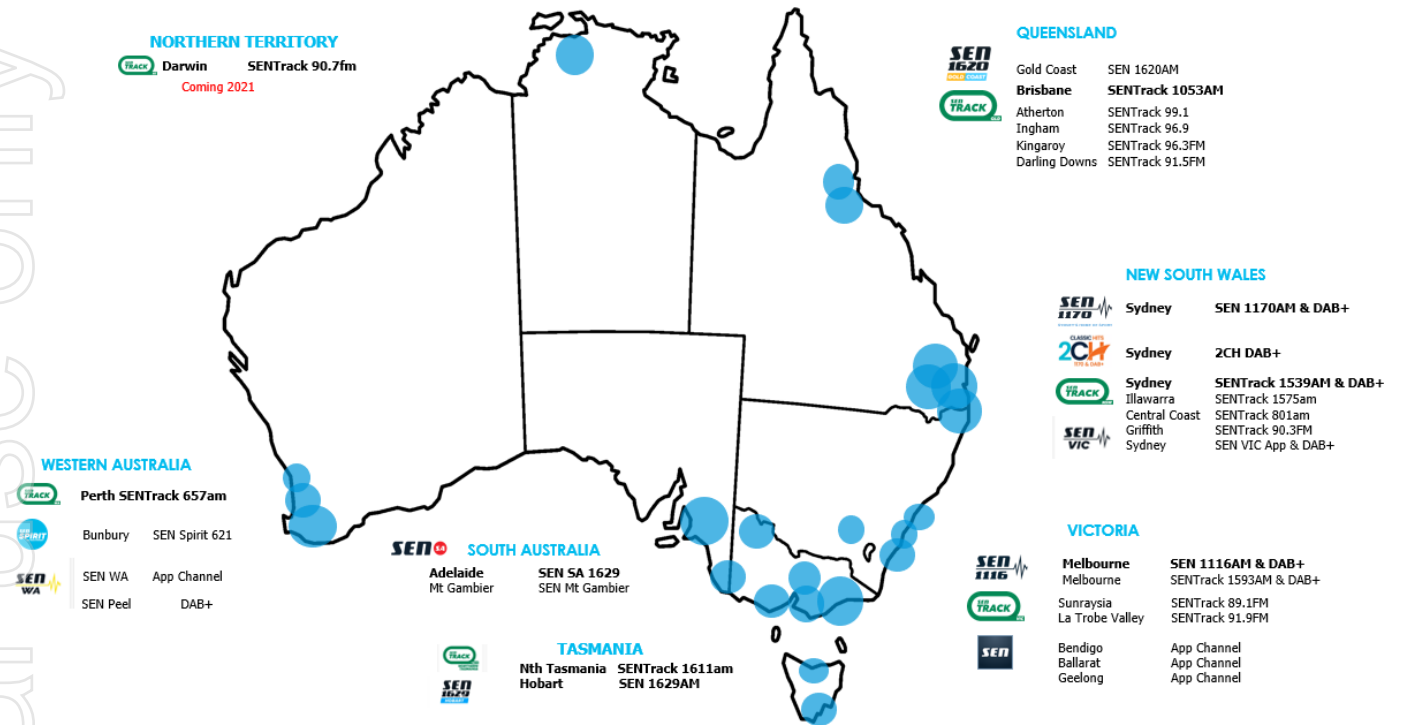 NORTHERN TERRITORY
TRACK Darwin SENTrack 90.7fm
Coming 2021
QUEENSLAND
SEN 1620 GOLD COAST
Gold Coast SEN 1620AM
Brisbane SENTrack 1053AM
SEN TRACK
Atherton SENTrack 99.1
Ingham SENTrack 96.9
Kingaroy SENTrack 96.3FM
Darling Downs SENTrack 91.5FM
NEW SOUTH WALES
SEN 1170 Sydney SEN 1170AM & DAB+
CLASSIC HITS 2CH Sydney 2CH DAB+
SEN TRACK Sydney SENTrack 1539AM & DAB+
Illawarra SENTrack 1575am
Central Coast SENTrack 801am
Griffith SENTrack 90.3FM
SEN VIC Sydney SEN VIC App & DAB+
WESTERN AUSTRALIA
TRACK Perth SENTrack 657am
SPIRIT Bunbury SEN Spirit 621
SEN WA SEN WA App Channel
SEN Peel DAB+
SEN SA SOUTH AUSTRALIA
Adelaide SEN SA 1629
Mt Gambier SEN Mt Gambier
VICTORIA
SEN 1116 Melbourne SEN 1116AM & DAB+
Melbourne SENTrack 1593AM & DAB+
SEN TRACK Sunraysia SENTrack 89.1FM
La Trobe Valley SENTrack 91.9FM
SEN Bendigo App Channel
Ballarat App Channel
Geelong App Channel
TASMANIA
TRACK Nth Tasmania SENTrack 1611am
SEN 1629 HOBART Hobart SEN 1629AM